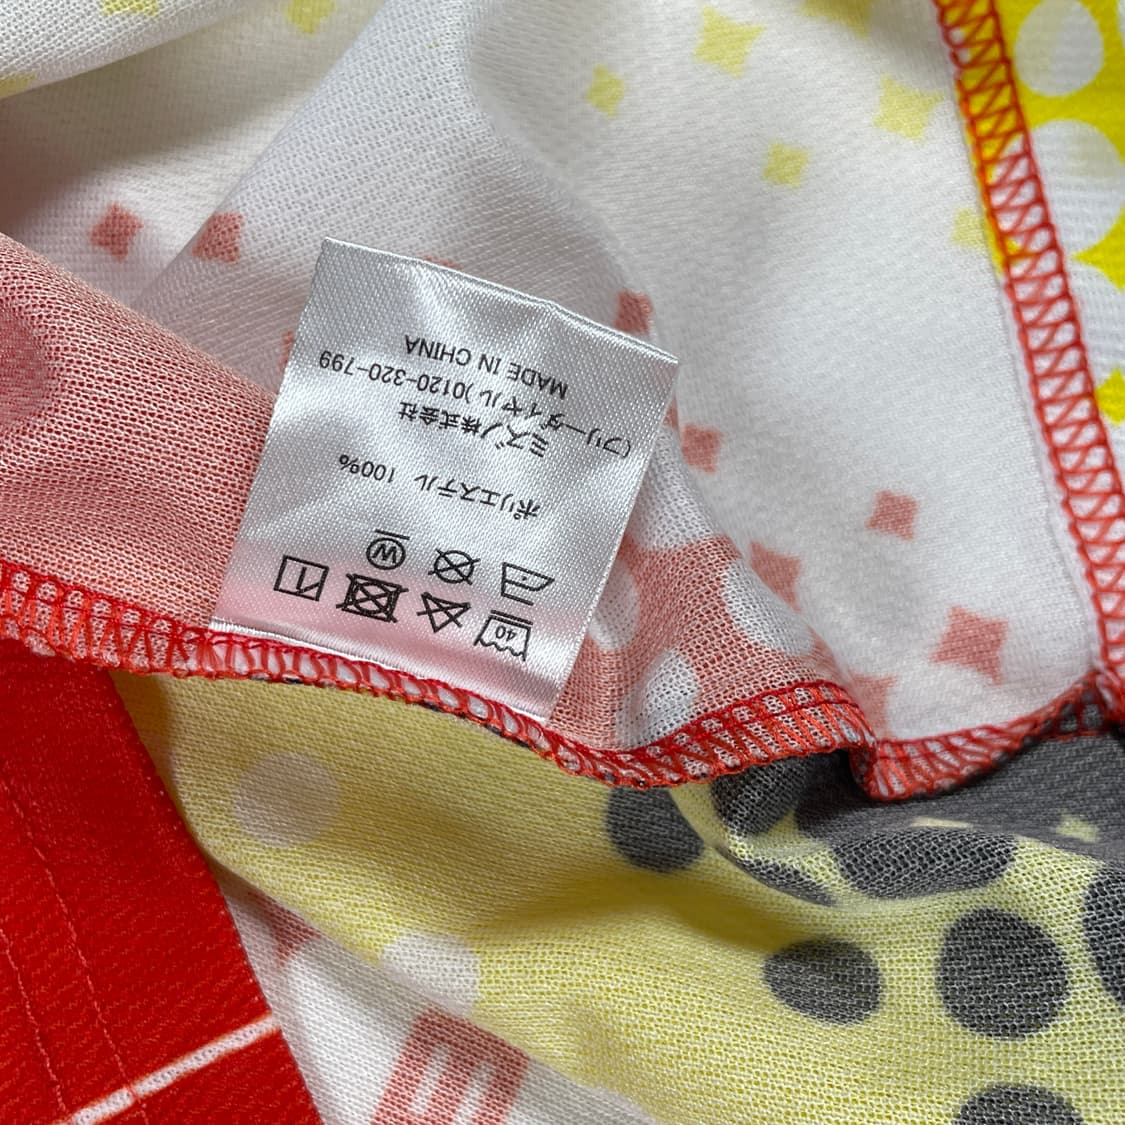 40
W
ポリエステル 100%
ミズノ株式会社
(フリーダイヤル)0120-320-799
MADE IN CHINA